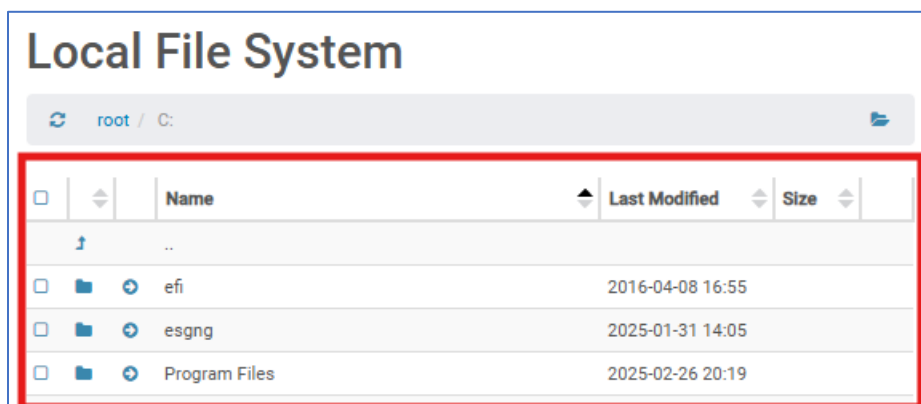 Local File System
root / C:
Name Last Modified Size
..
efi 2016-04-08 16:55
esgng 2025-01-31 14:05
Program Files 2025-02-26 20:19